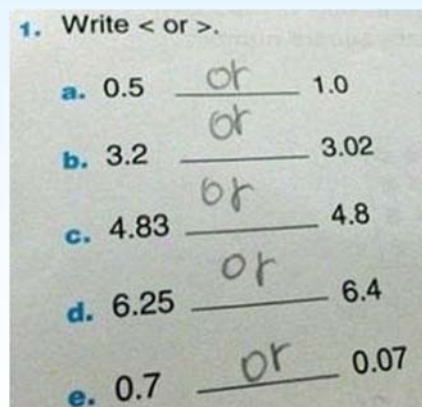 1. Write < or >.
a. 0.5 or 1.0
b. 3.2 or 3.02
c. 4.83 or 4.8
d. 6.25 or 6.4
e. 0.7 or 0.07